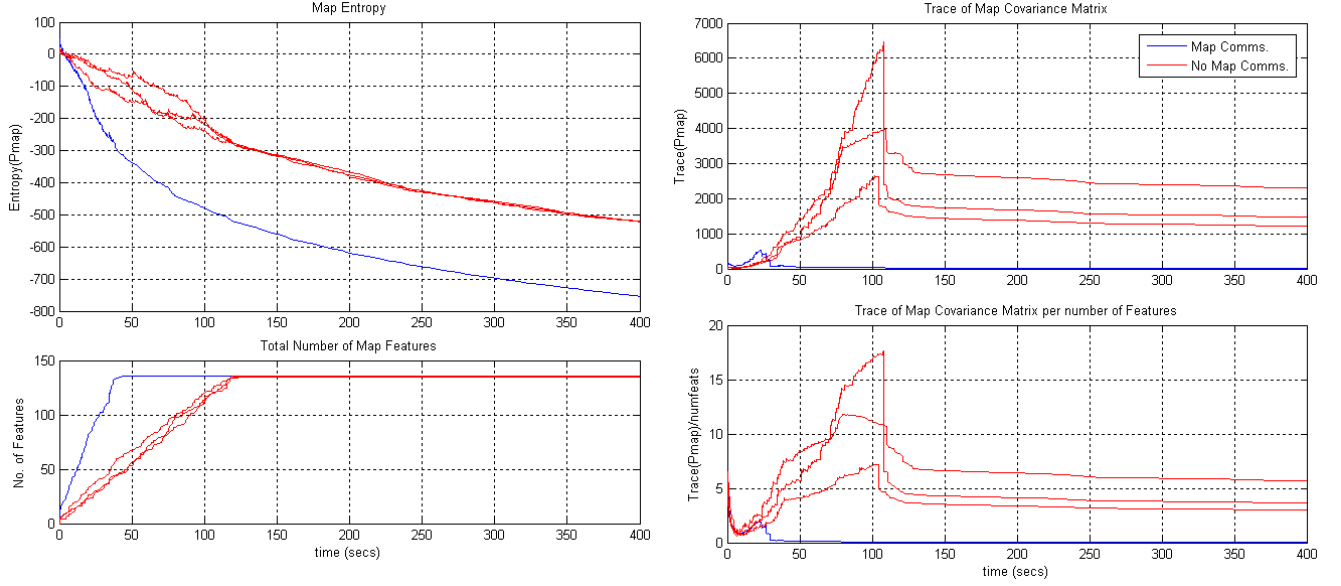 Map Entropy
Entropy(Pmap)
0
-100
-200
-300
-400
-500
-600
-700
-800
0 50 100 150 200 250 300 350 400
Total Number of Map Features
No. of Features
150
100
50
0
0 50 100 150 200 250 300 350 400
time (secs)
Trace of Map Covariance Matrix
Trace(Pmap)
7000
6000
5000
4000
3000
2000
1000
0
Map Comms.
No Map Comms.
0 50 100 150 200 250 300 350 400
Trace of Map Covariance Matrix per number of Features
Trace(Pmap)/numfeats
20
15
10
5
0
0 50 100 150 200 250 300 350 400
time (secs)